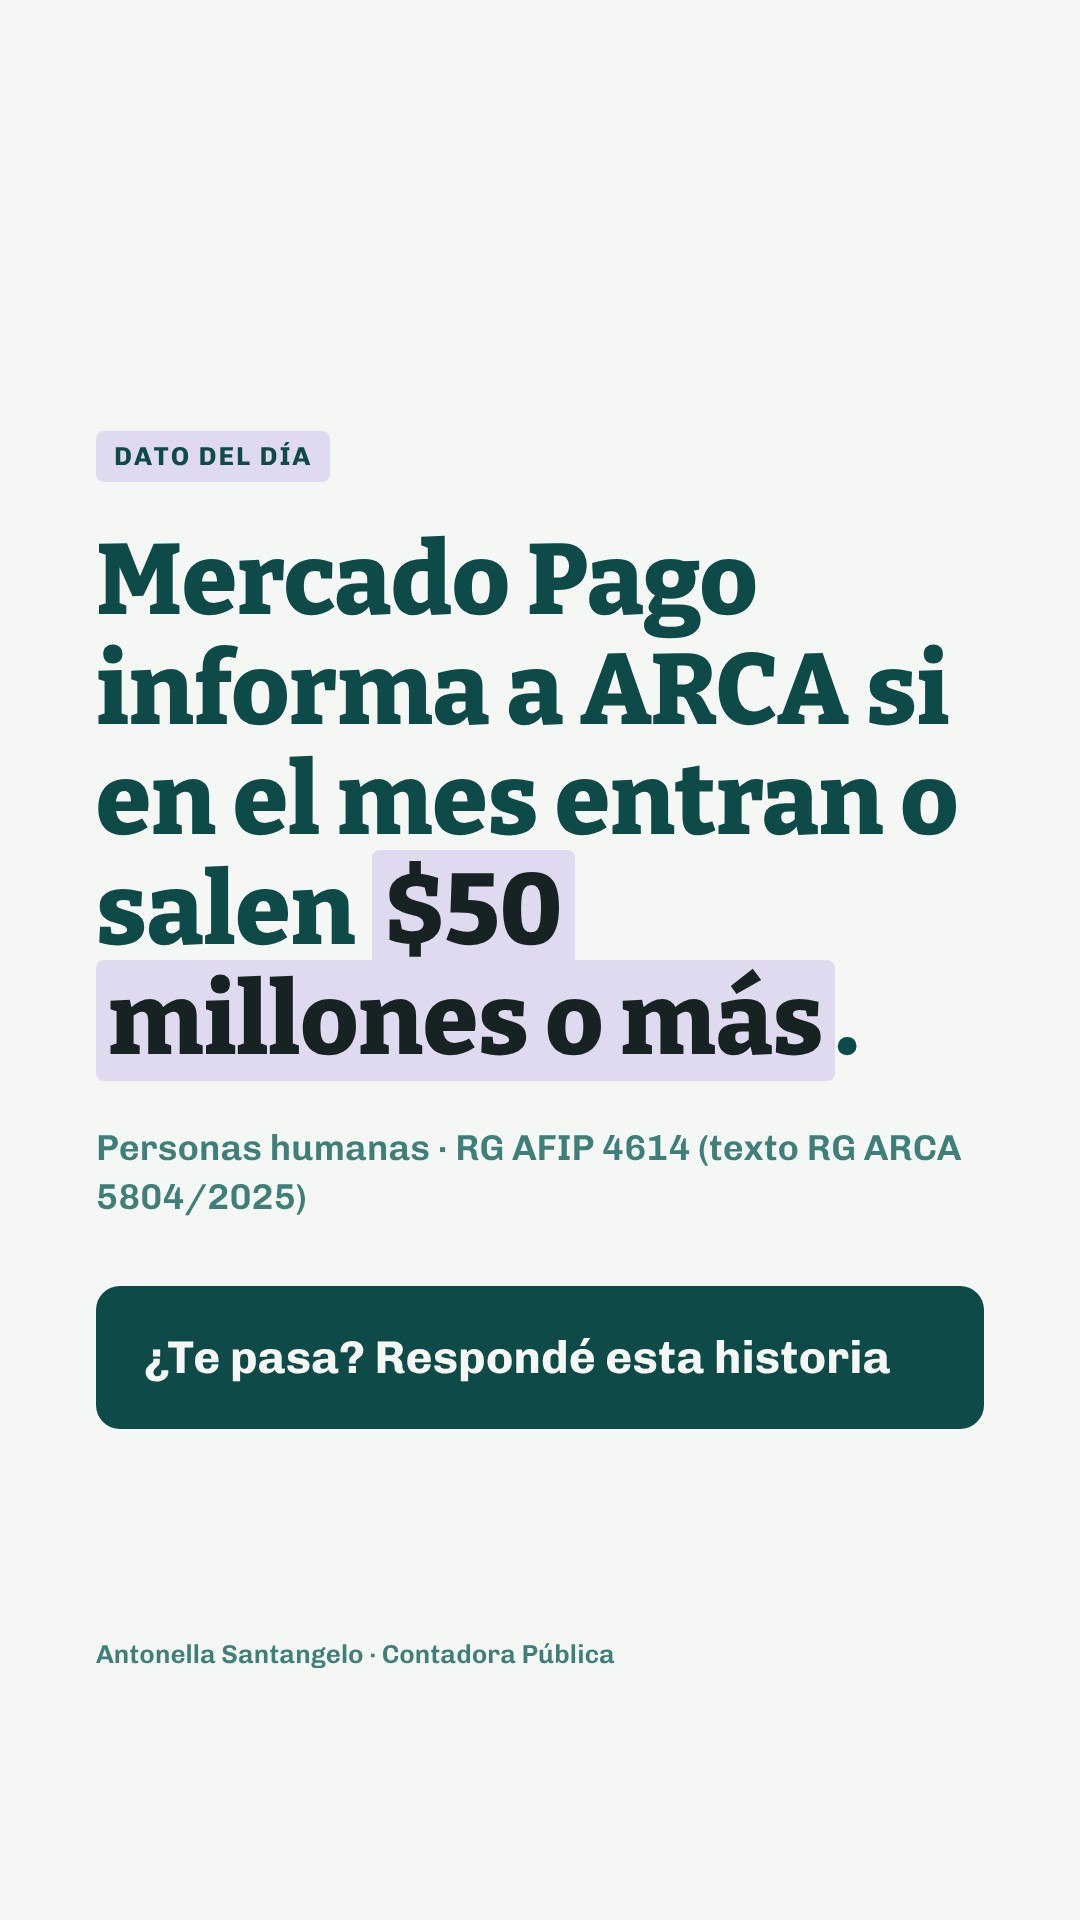 DATO DEL DÍA
Mercado Pago
informa a ARCA si
en el mes entran o
salen $50
millones o más.
Personas humanas · RG AFIP 4614 (texto RG ARCA
5804/2025)
¿Te pasa? Respondé esta historia
Antonella Santangelo · Contadora Pública